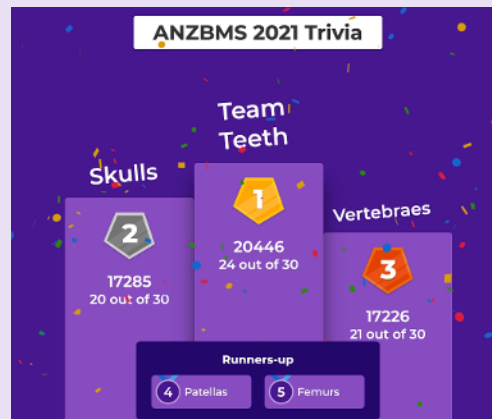 ANZBMS 2021 Trivia
Team
Teeth
Skulls
Vertebraes
1
20446
24 out of 30
2
17285
20 out of 30
3
17226
21 out of 30
Runners-up
4 Patellas
5 Femurs